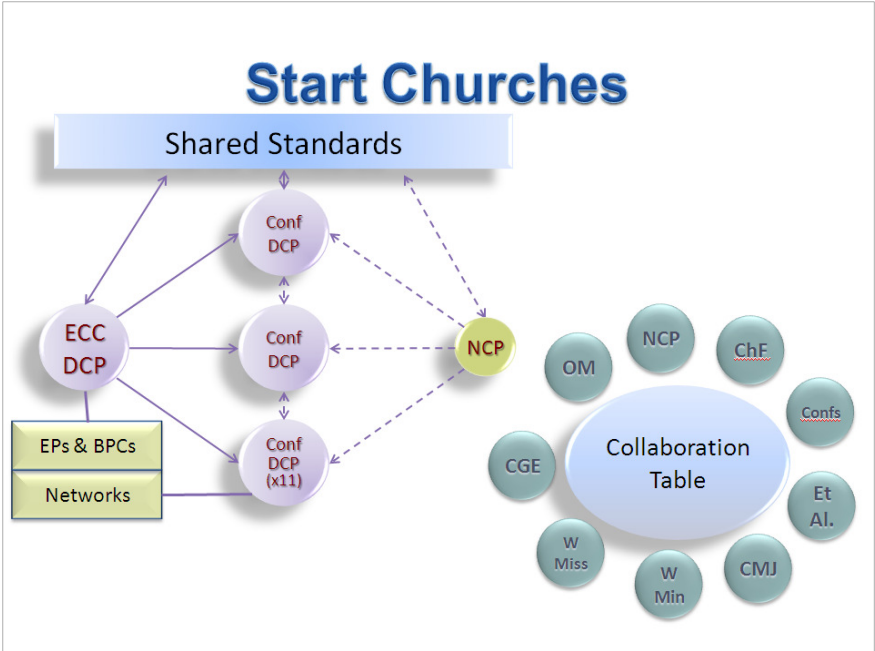 Start Churches
Shared Standards
Conf
DCP
ECC
DCP
Conf
DCP
NCP
Conf
DCP
(x11)
EPs & BPCs
Networks
NCP
ChF
OM
Confs
Collaboration
Table
CGE
Et
Al.
W
Miss
CMJ
W
Min